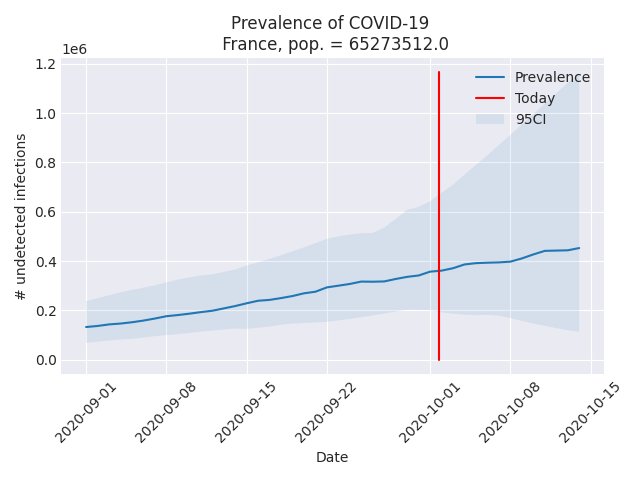 Prevalence of COVID-19
France, pop. = 65273512.0
1e6
1.2
1.0
0.8
0.6
0.4
0.2
0.0
# undetected infections
Prevalence
Today
95CI
2020-09-01
2020-09-08
2020-09-15
2020-09-22
2020-10-01
2020-10-08
2020-10-15
Date